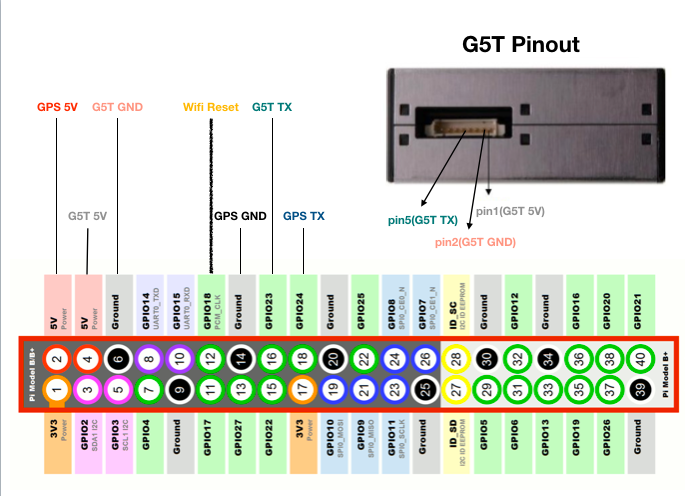 G5T Pinout
GPS 5V
G5T GND
Wifi Reset
G5T TX
G5T 5V
GPS GND
GPS TX
pin5(G5T TX)
pin1(G5T 5V)
pin2(G5T GND)
5V Power
5V Power
Ground
GPIO14 UART0_TXD
GPIO15 UART0_RXD
GPIO18 PCM_CLK
Ground
GPIO23
GPIO24
Ground
GPIO25
GPIO8 SPI0_CE0_N
GPIO7 SPI0_CE1_N
ID_SC I2C ID EEPROM
Ground
GPIO12
Ground
GPIO16
GPIO20
GPIO21
Pi Model B/B+
2 4 6 8 10 12 14 16 18 20 22 24 26 28 30 32 34 36 38 40
1 3 5 7 9 11 13 15 17 19 21 23 25 27 29 31 33 35 37 39
Pi Model B+
3V3 Power
GPIO2 SDA1 I2C
GPIO3 SCL1 I2C
GPIO4
Ground
GPIO17
GPIO27
GPIO22
3V3 Power
GPIO10 SPI0_MOSI
GPIO9 SPI0_MISO
GPIO11 SPI0_SCLK
Ground
ID_SD I2C ID EEPROM
GPIO5
GPIO6
GPIO13
GPIO19
GPIO26
Ground